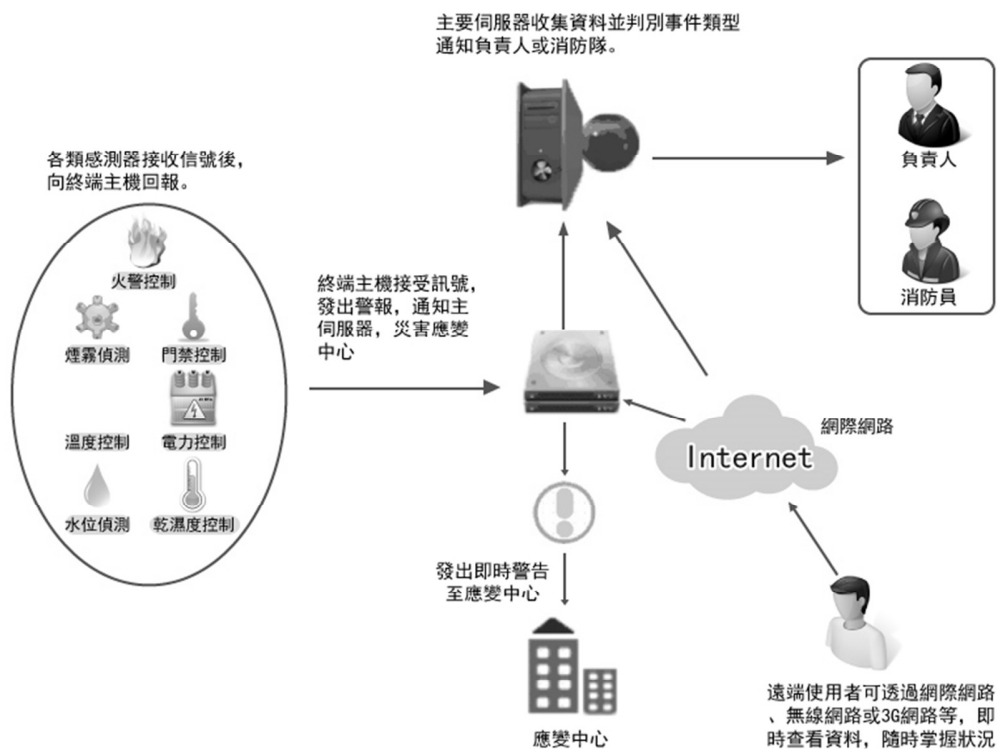 主要伺服器收集資料並判別事件類型
通知負責人或消防隊。
負責人
消防員
各類感測器接收信號後,
向終端主機回報。
火警控制
煙霧偵測
門禁控制
溫度控制
電力控制
水位偵測
乾濕度控制
終端主機接受訊號,
發出警報, 通知主
伺服器, 災害應變
中心
網際網路
Internet
發出即時警告
至應變中心
應變中心
遠端使用者可透過網際網路
、無線網路或3G網路等, 即
時查看資料, 隨時掌握狀況